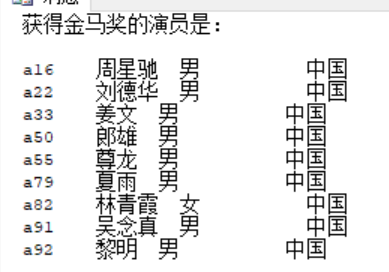 获得金马奖的演员是:
a16 周星驰 男 中国
a22 刘德华 男 中国
a33 姜文 男 中国
a50 郎雄 男 中国
a55 尊龙 男 中国
a79 夏雨 男 中国
a82 林青霞 女 中国
a91 吴念真 男 中国
a92 黎明 男 中国